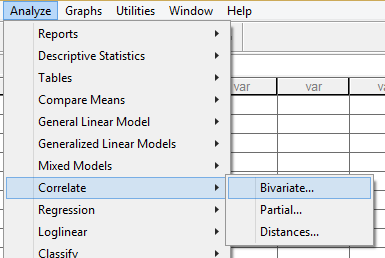 Analyze Graphs Utilities Window Help
Reports
Descriptive Statistics
Tables
Compare Means
var var va
General Linear Model
Generalized Linear Models
Mixed Models
Correlate Bivariate...
Regression Partial...
Loglinear Distances...
Classify